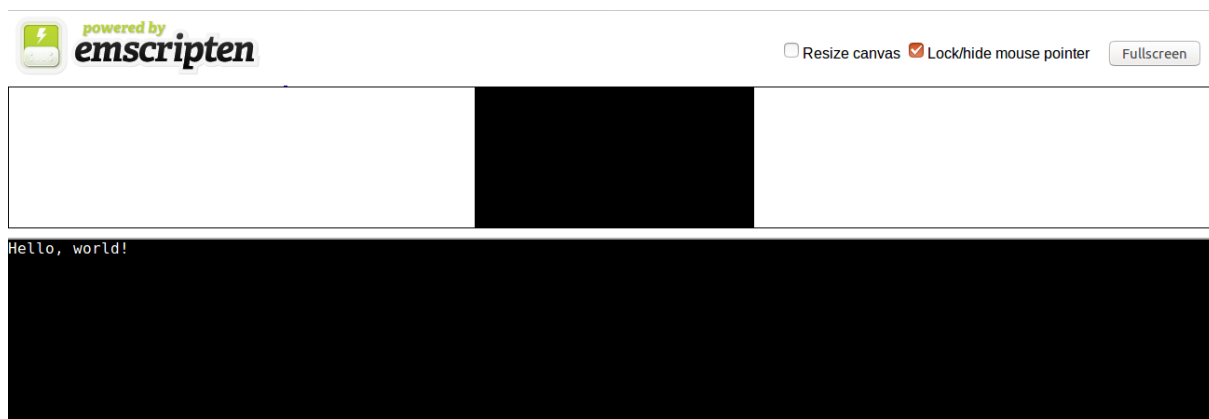 powered by
emscripten
Resize canvas Lock/hide mouse pointer Fullscreen
Hello, world!